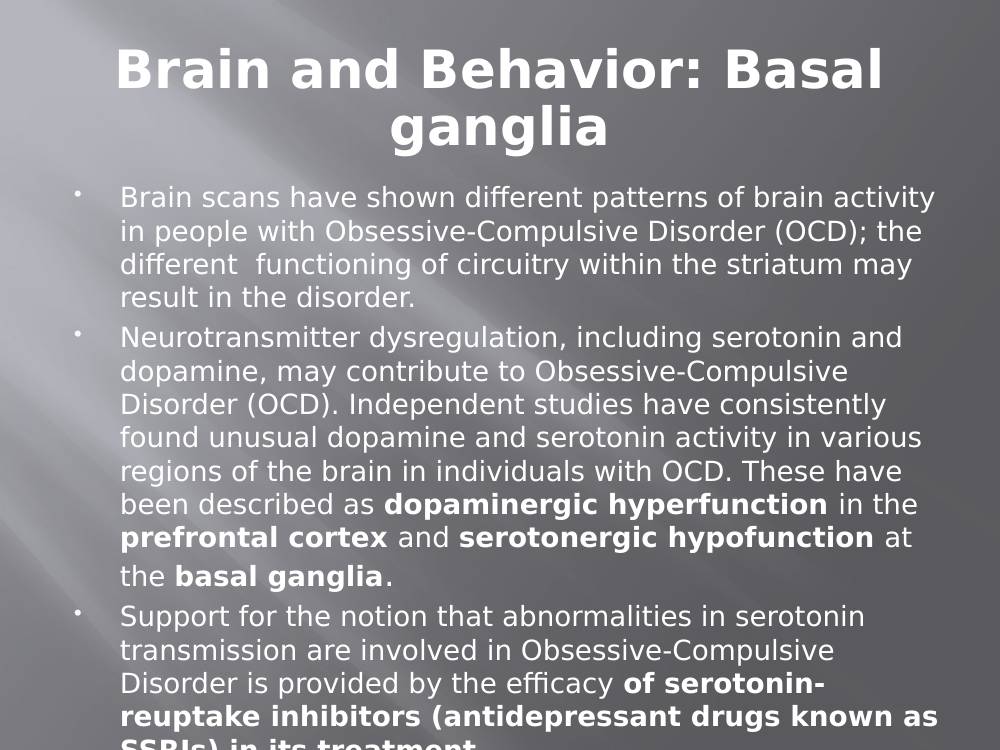 Brain and Behavior: Basal
ganglia
• Brain scans have shown different patterns of brain activity
in people with Obsessive-Compulsive Disorder (OCD); the
different  functioning of circuitry within the striatum may
result in the disorder.
• Neurotransmitter dysregulation, including serotonin and
dopamine, may contribute to Obsessive-Compulsive
Disorder (OCD). Independent studies have consistently
found unusual dopamine and serotonin activity in various
regions of the brain in individuals with OCD. These have
been described as dopaminergic hyperfunction in the
prefrontal cortex and serotonergic hypofunction at
the basal ganglia.
• Support for the notion that abnormalities in serotonin
transmission are involved in Obsessive-Compulsive
Disorder is provided by the efficacy of serotonin-
reuptake inhibitors (antidepressant drugs known as
SSRIs) in its treatment.